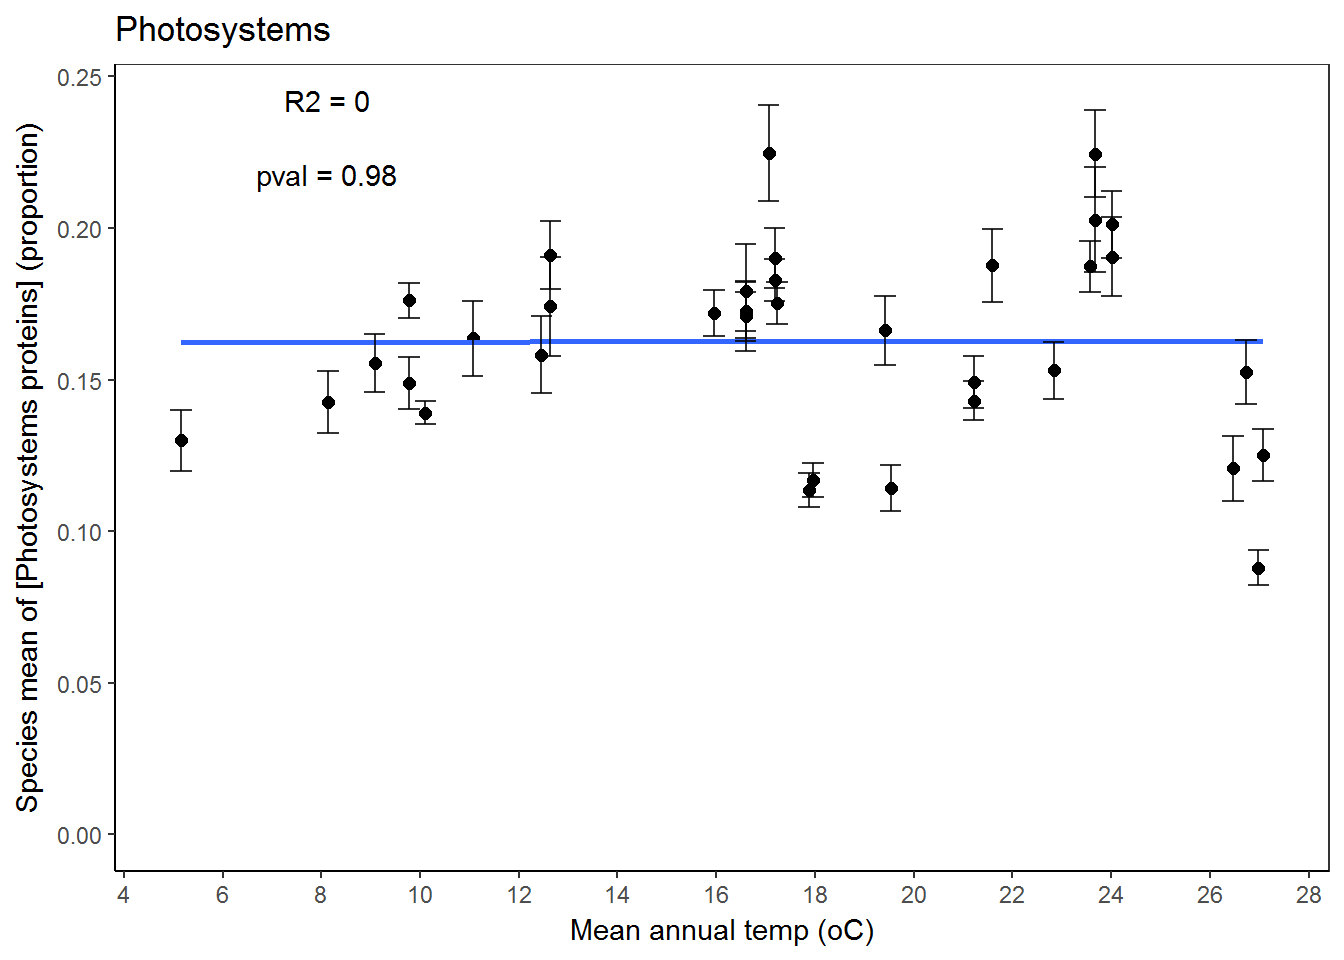 Photosystems
R2 = 0
pval = 0.98
Species mean of [Photosystems proteins] (proportion)
0.25
0.20
0.15
0.10
0.05
0.00
4 6 8 10 12 14 16 18 20 22 24 26 28
Mean annual temp (oC)